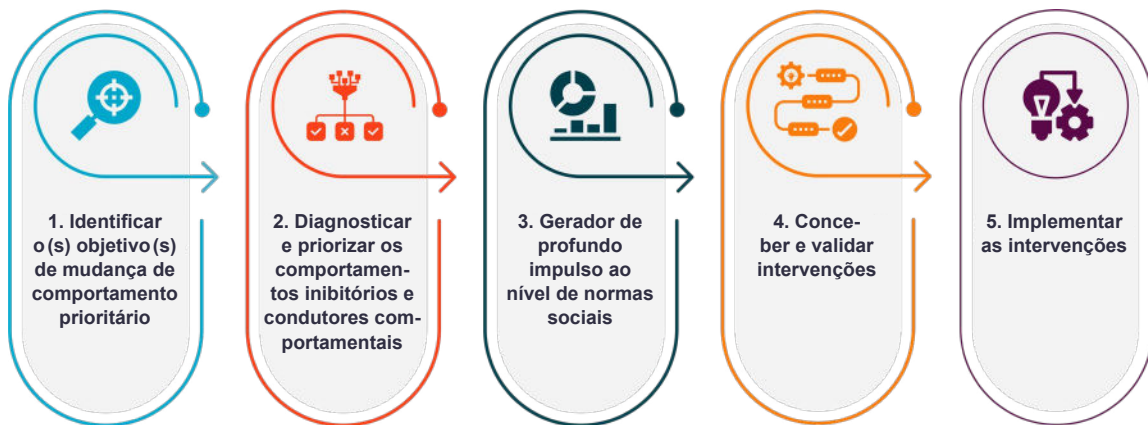 1. Identificar
o(s) objetivo(s)
de mudança de
comportamento
prioritário
2. Diagnosticar
e priorizar os
comportamen-
tos inibitórios e
condutores com-
portamentais
3. Gerador de
profundo
impulso ao
nível de normas
sociais
4. Conce-
ber e validar
intervenções
5. Implementar
as intervenções